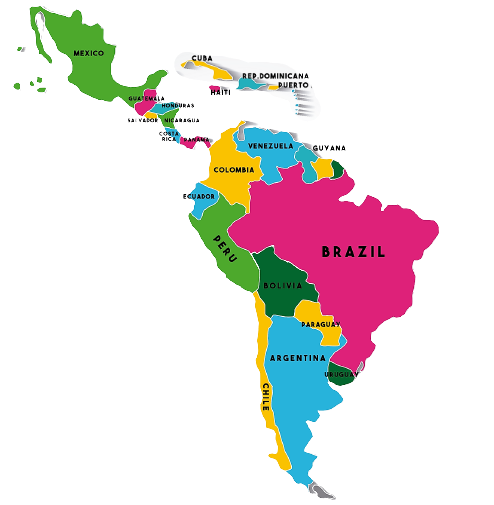 MEXICO
CUBA
REP.DOMINICANA
PUERTO.
HAITI
GUATEMALA
HONDURAS
SALVADOR
NICARAGUA
COSTA
RICA
PANAMA
VENEZUELA
GUYANA
COLOMBIA
ECUADOR
PERU
BRAZIL
BOLIVIA
PARAGUAY
ARGENTINA
URUGUAY
CHILE